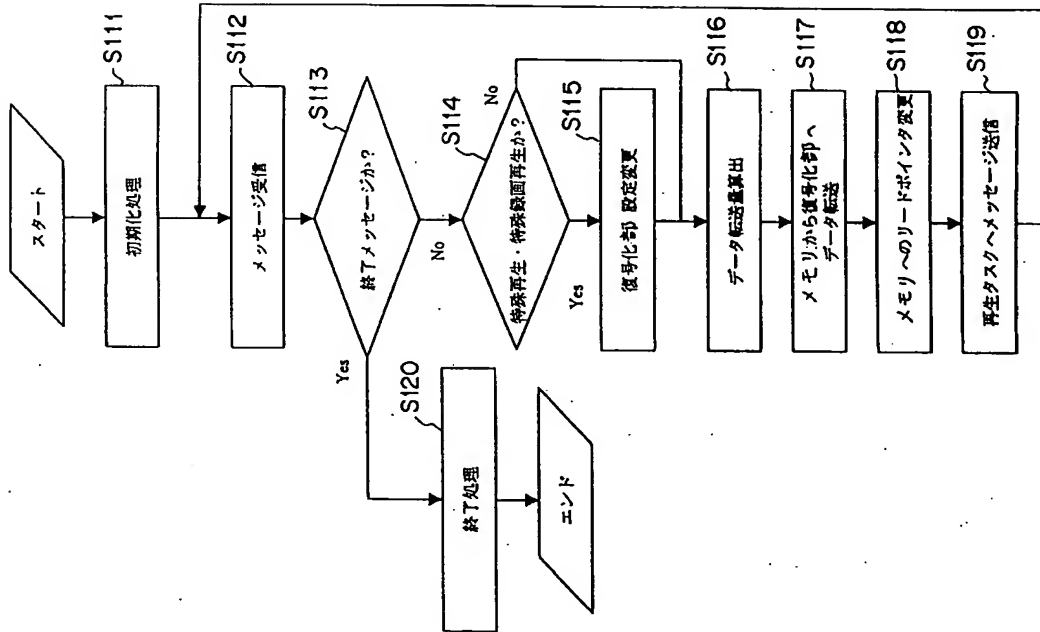 スタート
S111
初期化処理
S112
メッセージ受信
S113
終了メッセージか?
Yes
No
S114
特殊再生・特殊録画再生か?
No
Yes
S115
復号化部 設定変更
S116
データ転送量算出
S117
メモリから復号化部へ
データ転送
S118
メモリへのリードポインタ変更
S119
再生タスクへメッセージ送信
S120
終了処理
エンド